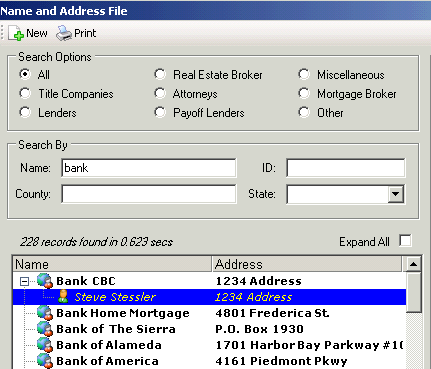 Name and Address File
New Print
Search Options
All Real Estate Broker Miscellaneous
Title Companies Attorneys Mortgage Broker
Lenders Payoff Lenders Other
Search By
Name: bank ID:
County: State:
228 records found in 0.623 secs Expand All
Name Address
Bank CBC 1234 Address
Steve Stessler 1234 Address
Bank Home Mortgage 4801 Frederica St.
Bank of The Sierra P.O. Box 1930
Bank of Alameda 1701 Harbor Bay Parkway #1
Bank of America 4161 Piedmont Pkwy